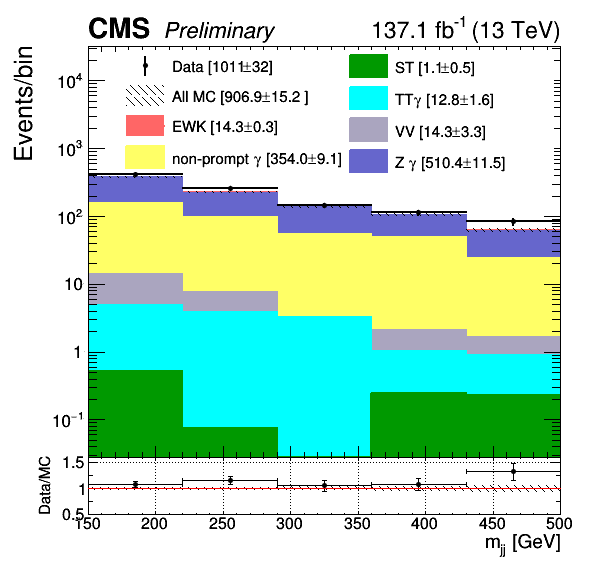 CMS Preliminary 137.1 fb⁻¹ (13 TeV)
Events/bin
Data [1011±32]
All MC [906.9±15.2 ]
EWK [14.3±0.3]
non-prompt γ [354.0±9.1]
ST [1.1±0.5]
TTγ [12.8±1.6]
VV [14.3±3.3]
Z γ [510.4±11.5]
10⁴
10³
10²
10
1
10⁻¹
Data/MC
1.5
1
0.5
150 200 250 300 350 400 450 500
m_jj [GeV]